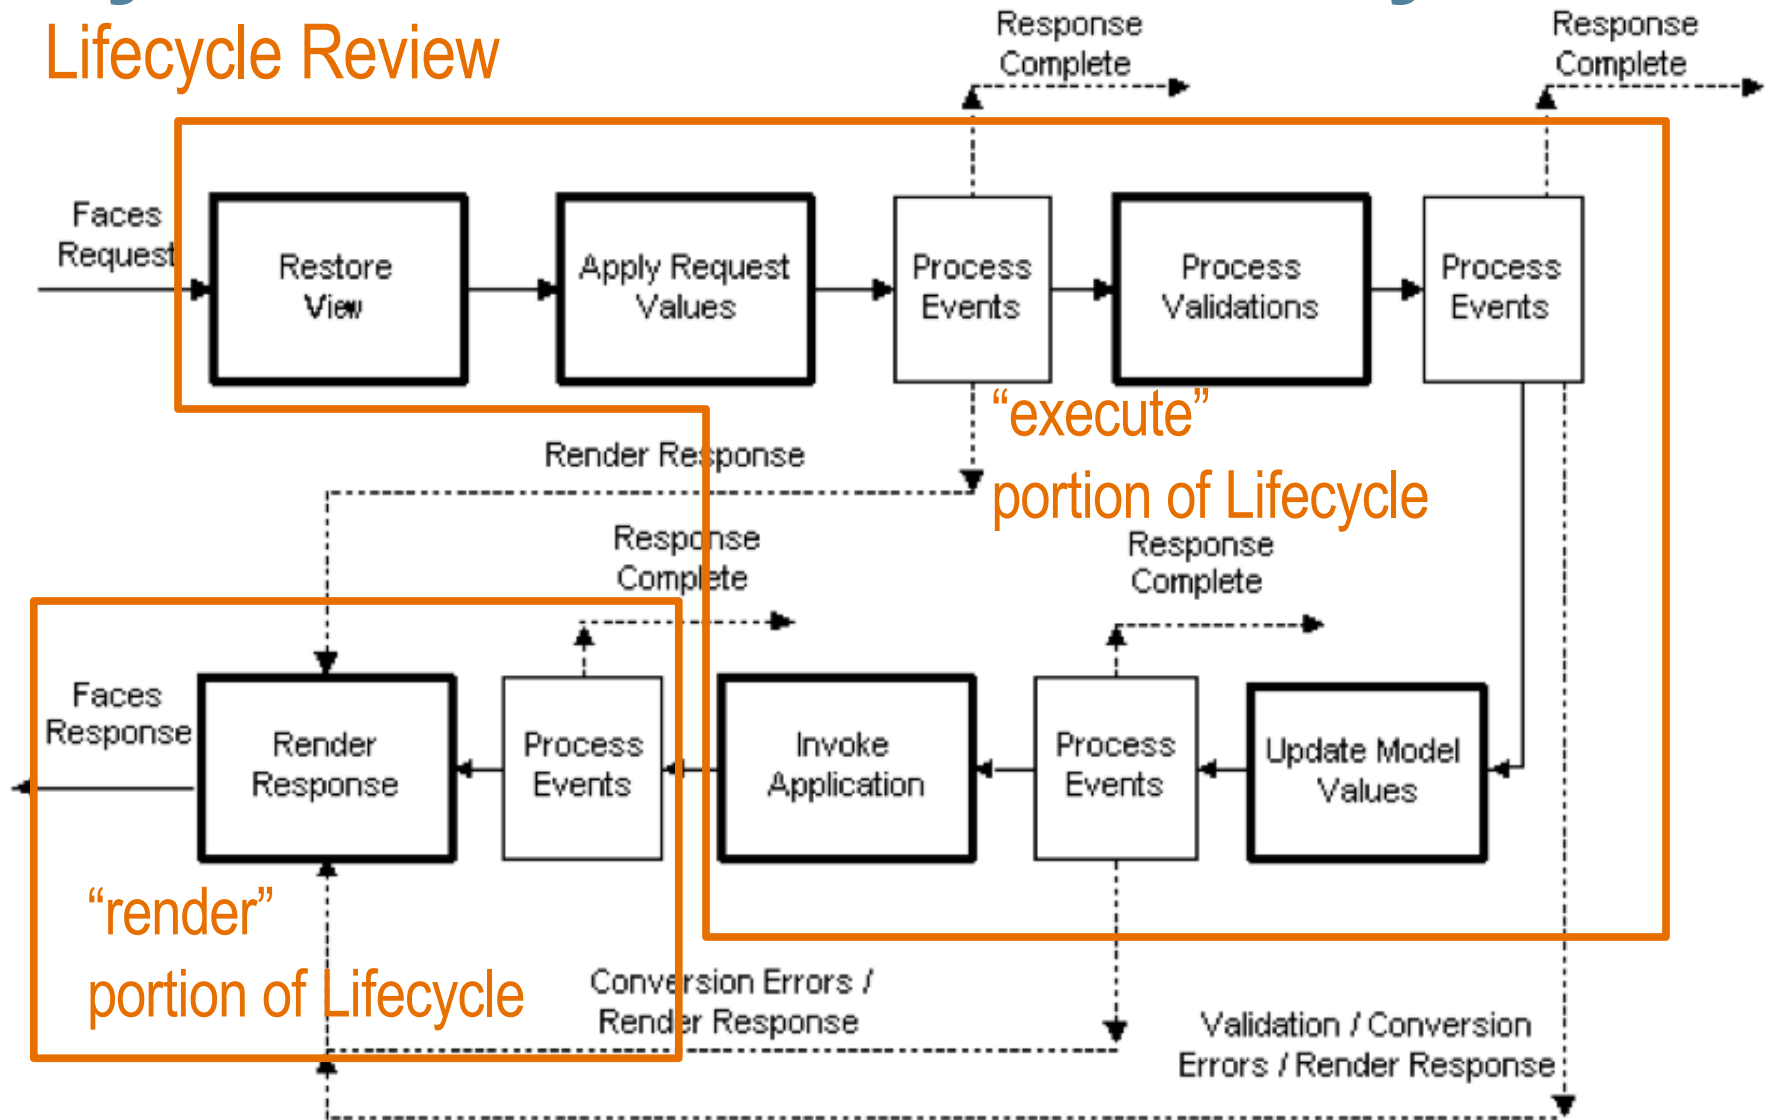 Lifecycle Review
Response
Complete
Response
Complete
Faces
Request
Restore
View
Apply Request
Values
Process
Events
Process
Validations
Process
Events
“execute”
portion of Lifecycle
Render Response
Response
Complete
Response
Complete
Faces
Response
Render
Response
Process
Events
Invoke
Application
Process
Events
Update Model
Values
“render”
portion of Lifecycle
Conversion Errors /
Render Response
Validation / Conversion
Errors / Render Response